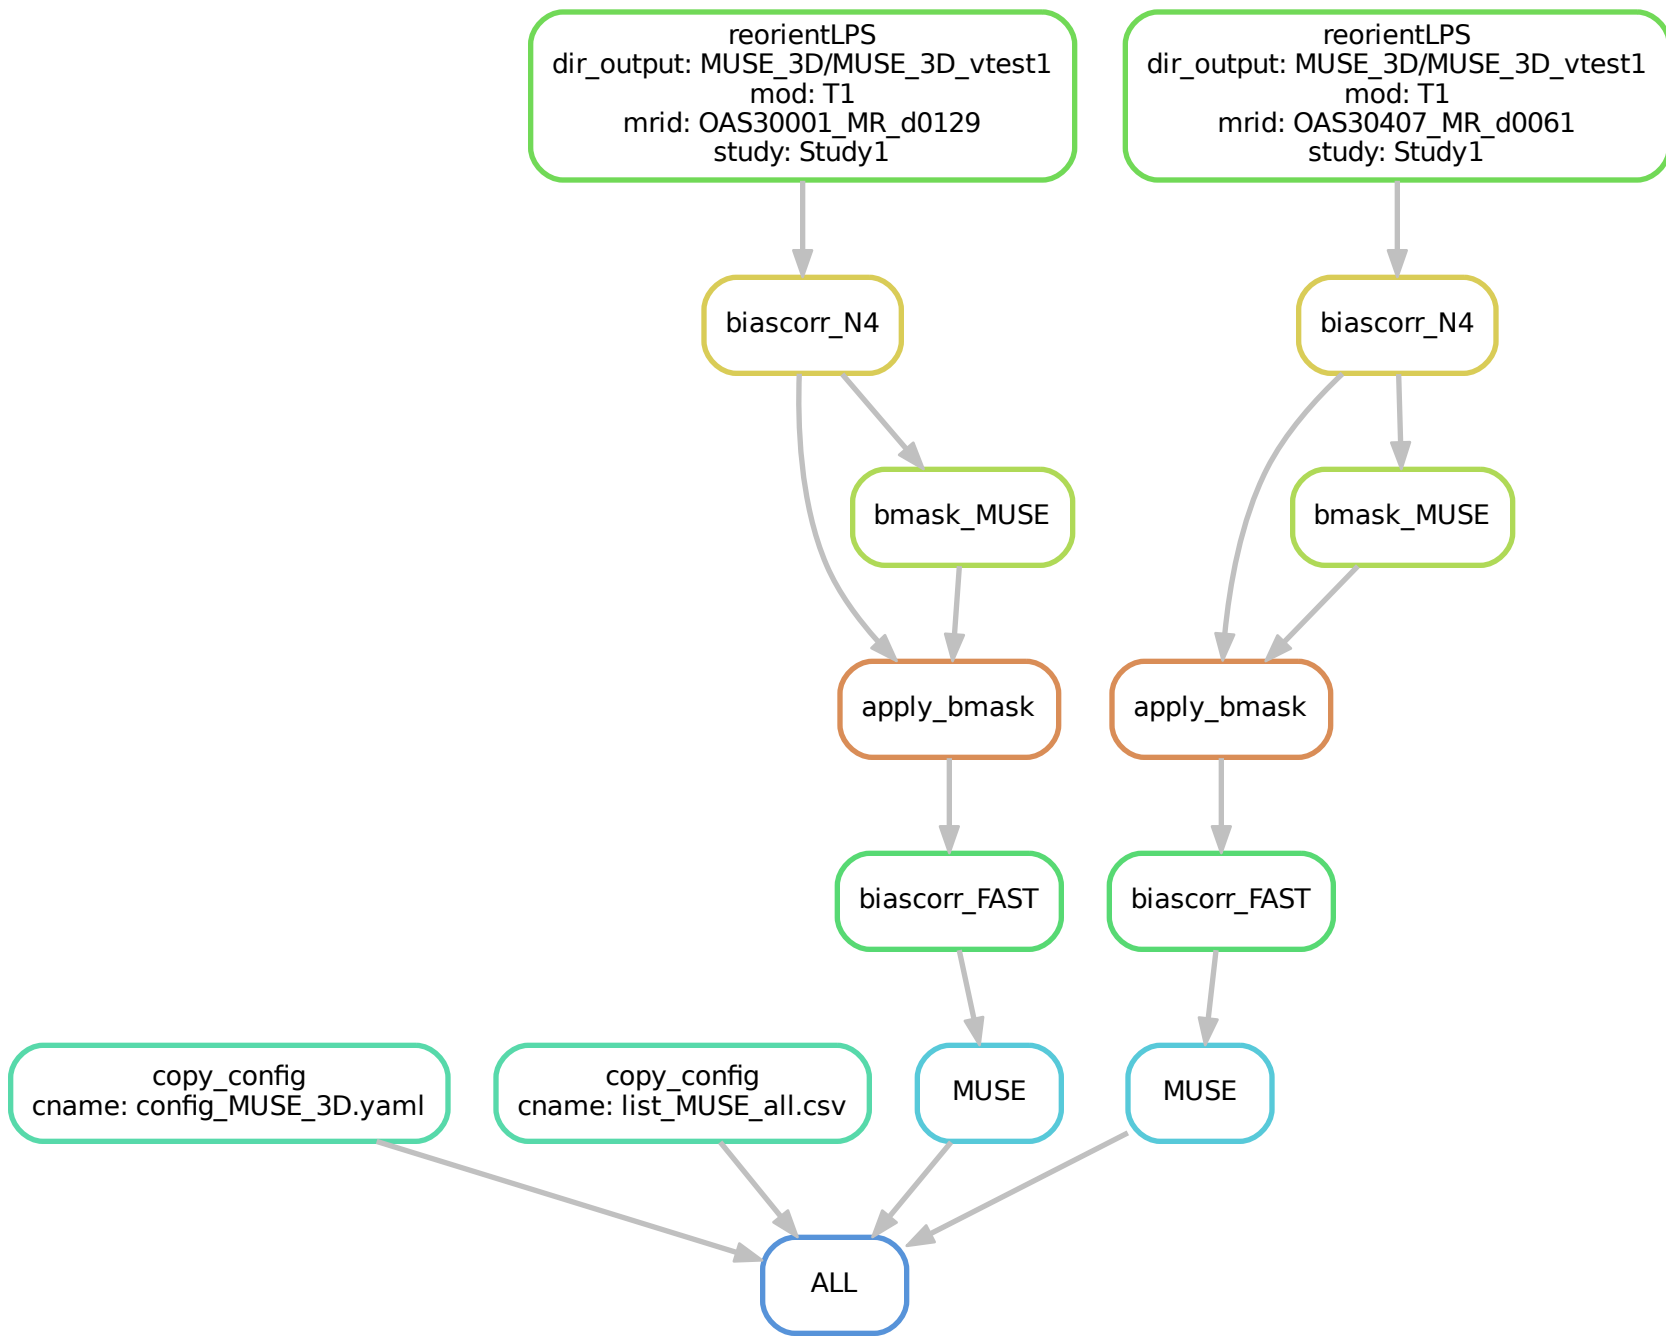 reorientLPS
dir_output: MUSE_3D/MUSE_3D_vtest1
mod: T1
mrid: OAS30001_MR_d0129
study: Study1
reorientLPS
dir_output: MUSE_3D/MUSE_3D_vtest1
mod: T1
mrid: OAS30407_MR_d0061
study: Study1
biascorr_N4
biascorr_N4
bmask_MUSE
bmask_MUSE
apply_bmask
apply_bmask
biascorr_FAST
biascorr_FAST
copy_config
cname: config_MUSE_3D.yaml
copy_config
cname: list_MUSE_all.csv
MUSE
MUSE
ALL